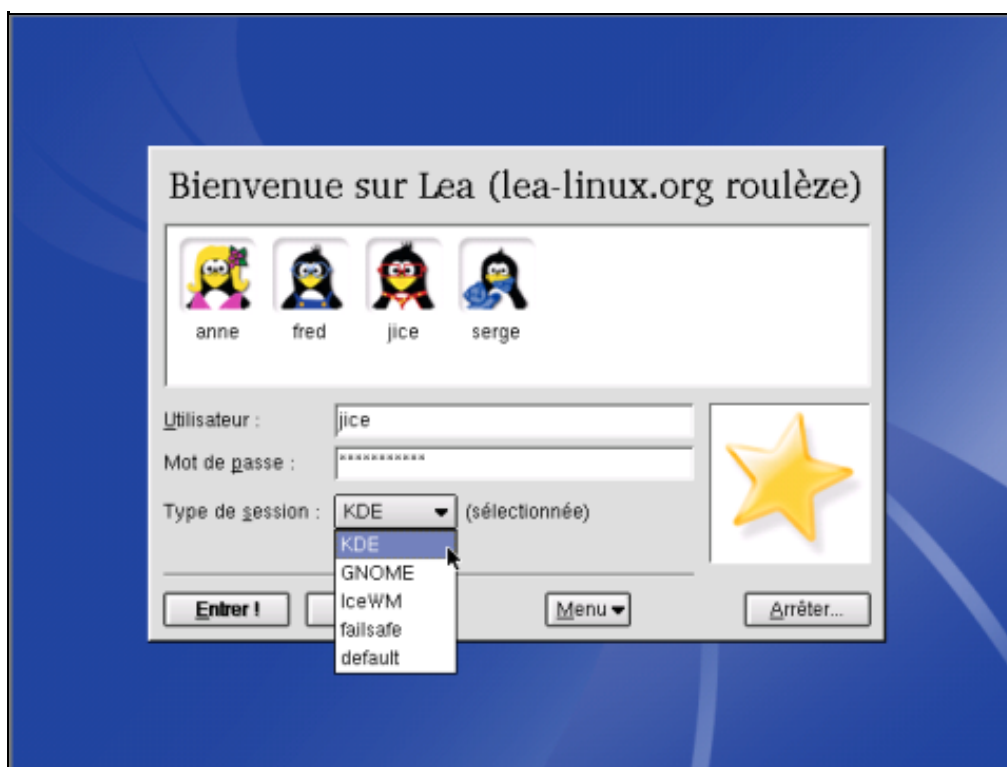 Bienvenue sur Lea (lea-linux.org roulèze)
anne fred jice serge
Utilisateur : jice
Mot de passe : ***********
Type de session : KDE (sélectionnée)
KDE
GNOME
IceWM
failsafe
default
Entrer ! Menu Arrêter...